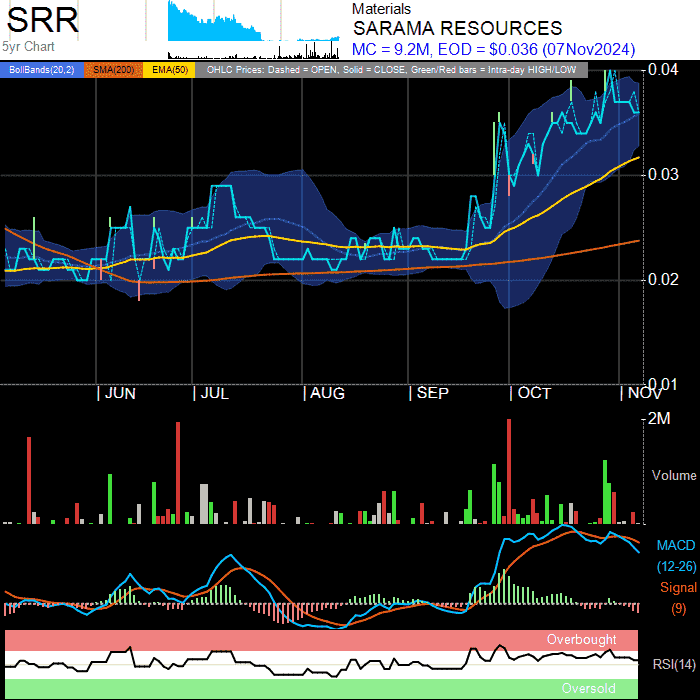 SRR
Materials
SARAMA RESOURCES
5yr Chart
MC = 9.2M, EOD = $0.036 (07Nov2024)
BollBands(20,2) SMA(200) EMA(50) OHLC Prices: Dashed = OPEN, Solid = CLOSE, Green/Red bars = Intra-day HIGH/LOW
0.04
0.03
0.02
0.01
JUN JUL AUG SEP OCT NOV
2M
Volume
MACD
(12-26)
Signal
(9)
Overbought
RSI(14)
Oversold